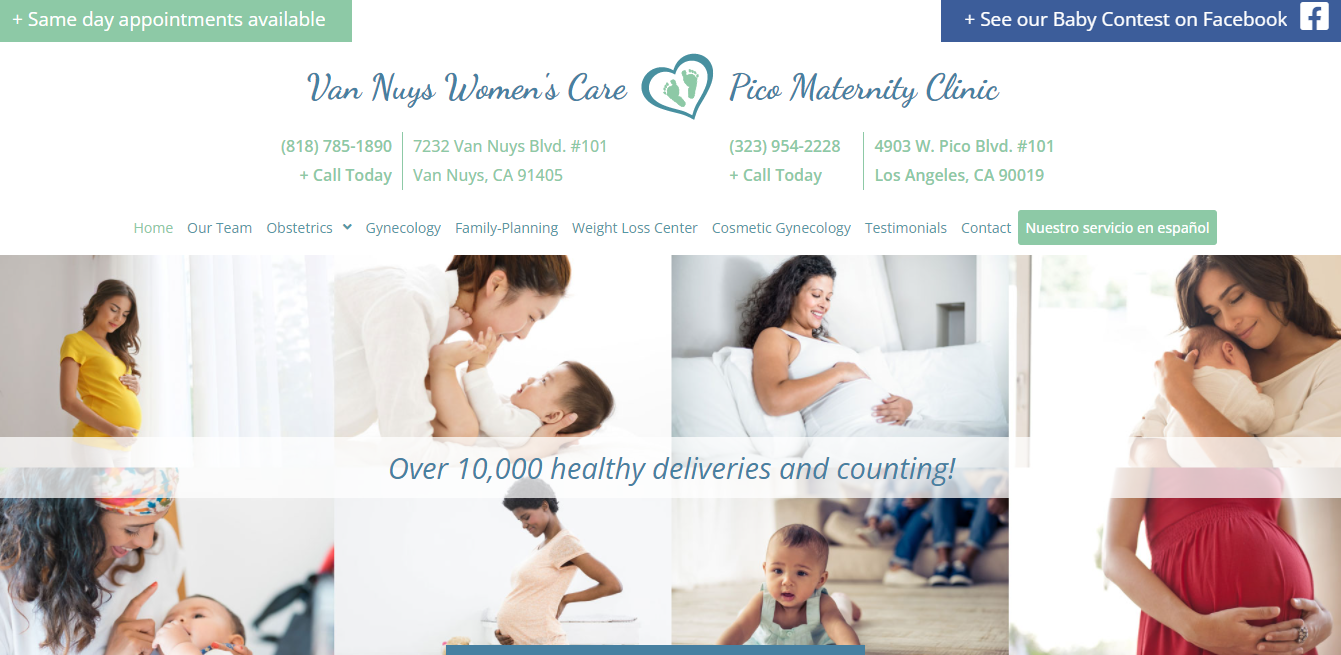 + Same day appointments available
+ See our Baby Contest on Facebook
Van Nuys Women's Care
Pico Maternity Clinic
(818) 785-1890
+ Call Today
7232 Van Nuys Blvd. #101
Van Nuys, CA 91405
(323) 954-2228
+ Call Today
4903 W. Pico Blvd. #101
Los Angeles, CA 90019
Home Our Team Obstetrics Gynecology Family-Planning Weight Loss Center Cosmetic Gynecology Testimonials Contact Nuestro servicio en español
Over 10,000 healthy deliveries and counting!